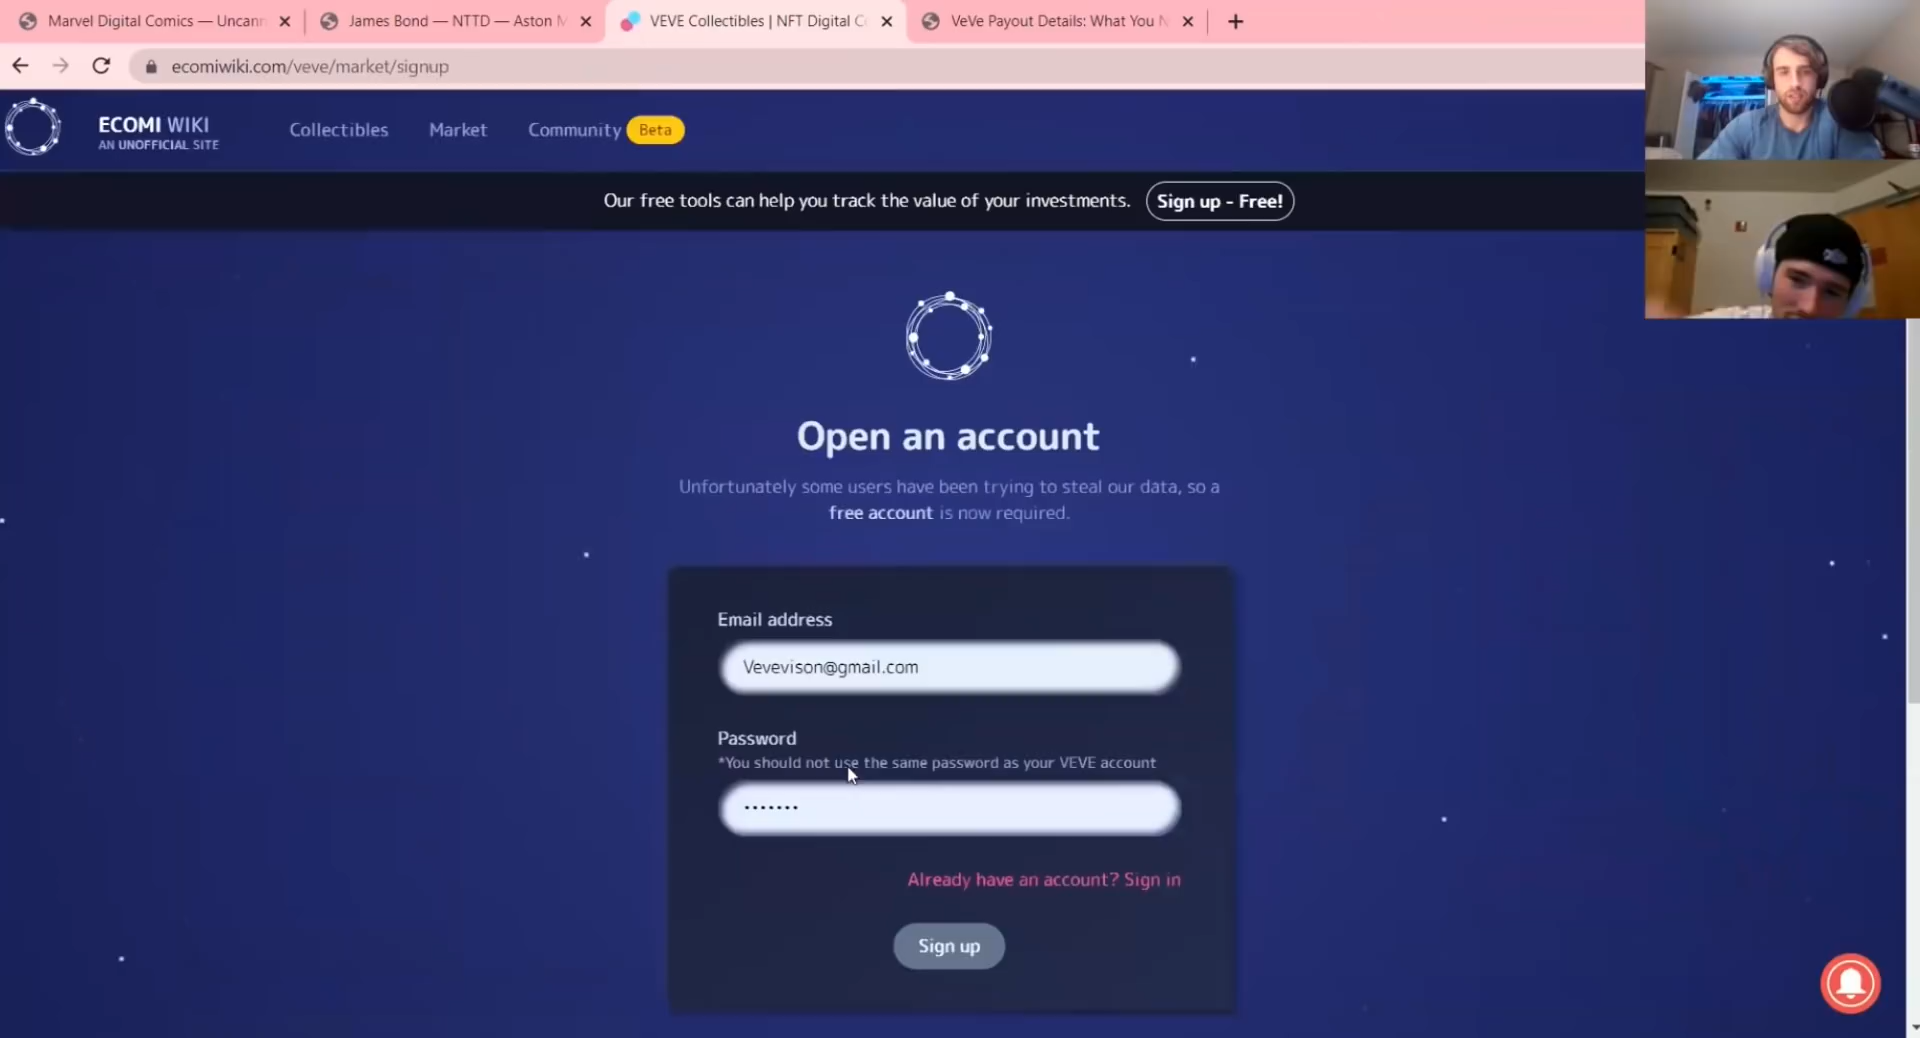 Marvel Digital Comics — Uncann
James Bond — NTTD — Aston M
VEVE Collectibles | NFT Digital C
VeVe Payout Details: What You N
ecomiwiki.com/veve/market/signup
ECOMI WIKI
AN UNOFFICIAL SITE
Collectibles
Market
Community
Beta
Our free tools can help you track the value of your investments.
Sign up - Free!
Open an account
Unfortunately some users have been trying to steal our data, so a
free account is now required.
Email address
Vevevison@gmail.com
Password
*You should not use the same password as your VEVE account
•••••••
Already have an account? Sign in
Sign up